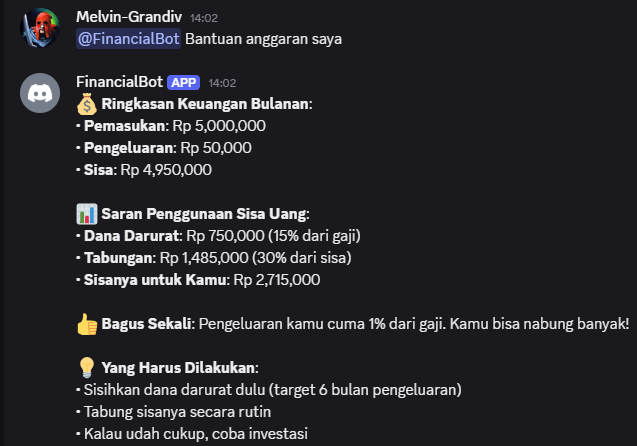 Melvin-Grandiv 14:02
@FinancialBot Bantuan anggaran saya
FinancialBot APP 14:02
💰 Ringkasan Keuangan Bulanan:
• Pemasukan: Rp 5,000,000
• Pengeluaran: Rp 50,000
• Sisa: Rp 4,950,000
📊 Saran Penggunaan Sisa Uang:
• Dana Darurat: Rp 750,000 (15% dari gaji)
• Tabungan: Rp 1,485,000 (30% dari sisa)
• Sisanya untuk Kamu: Rp 2,715,000
👍 Bagus Sekali: Pengeluaran kamu cuma 1% dari gaji. Kamu bisa nabung banyak!
💡 Yang Harus Dilakukan:
• Sisihkan dana darurat dulu (target 6 bulan pengeluaran)
• Tabung sisanya secara rutin
• Kalau udah cukup, coba investasi